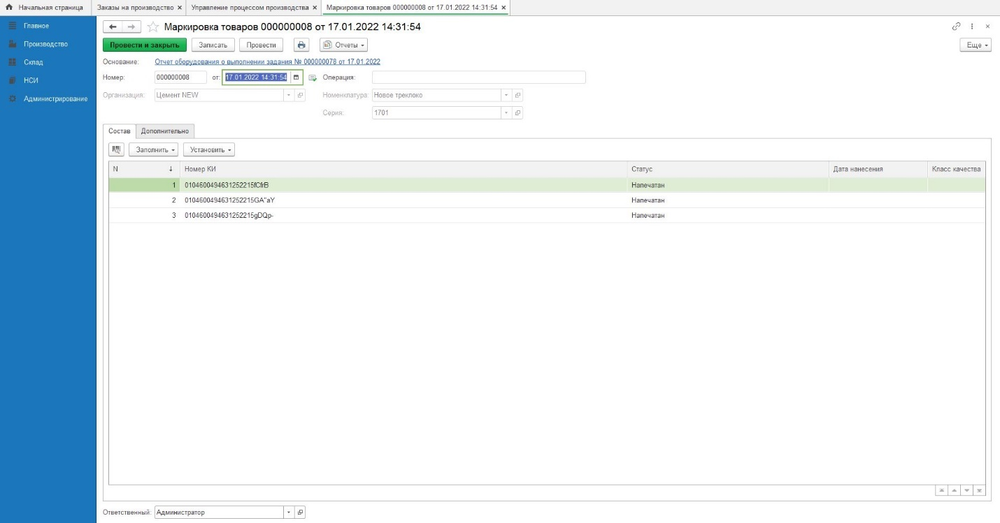 Начальная страница
Заказы на производство ×
Управление процессом производства ×
Маркировка товаров 000000008 от 17.01.2022 14:31:54 ×
Главное
Производство
Склад
НСИ
Администрирование
Маркировка товаров 000000008 от 17.01.2022 14:31:54
Провести и закрыть Записать Провести Отчеты Еще
Основание: Отчет оборудования о выполнении задания № 000000078 от 17.01.2022
Номер: 000000008 от: 17.01.2022 14:31:54 Операция:
Организация: Цемент NEW Номенклатура: Новое треклоко
Серия: 1701
Состав Дополнительно
Заполнить Установить
N ↓ Номер КИ Статус Дата нанесения Класс качества
1 0104600494631252215fCfrB Напечатан
2 0104600494631252215GA"aY Напечатан
3 0104600494631252215gDQp- Напечатан
Ответственный: Администратор